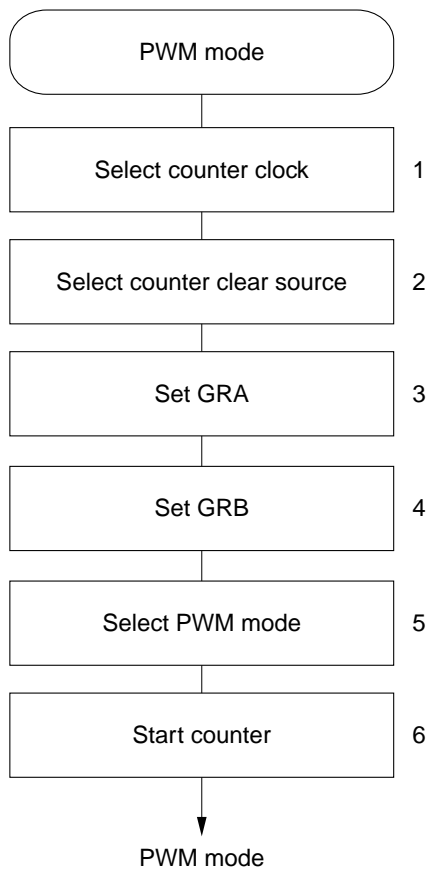 PWM mode
Select counter clock 1
Select counter clear source 2
Set GRA 3
Set GRB 4
Select PWM mode 5
Start counter 6
PWM mode